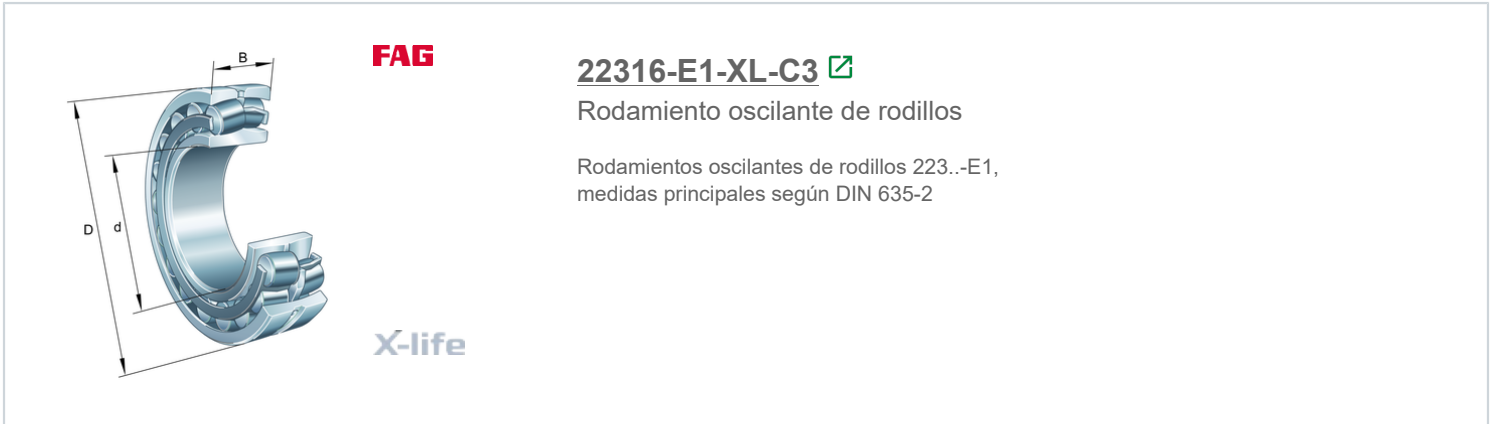 B
FAG
22316-E1-XL-C3
Rodamiento oscilante de rodillos
Rodamientos oscilantes de rodillos 223..-E1,
medidas principales según DIN 635-2
D
d
X-life